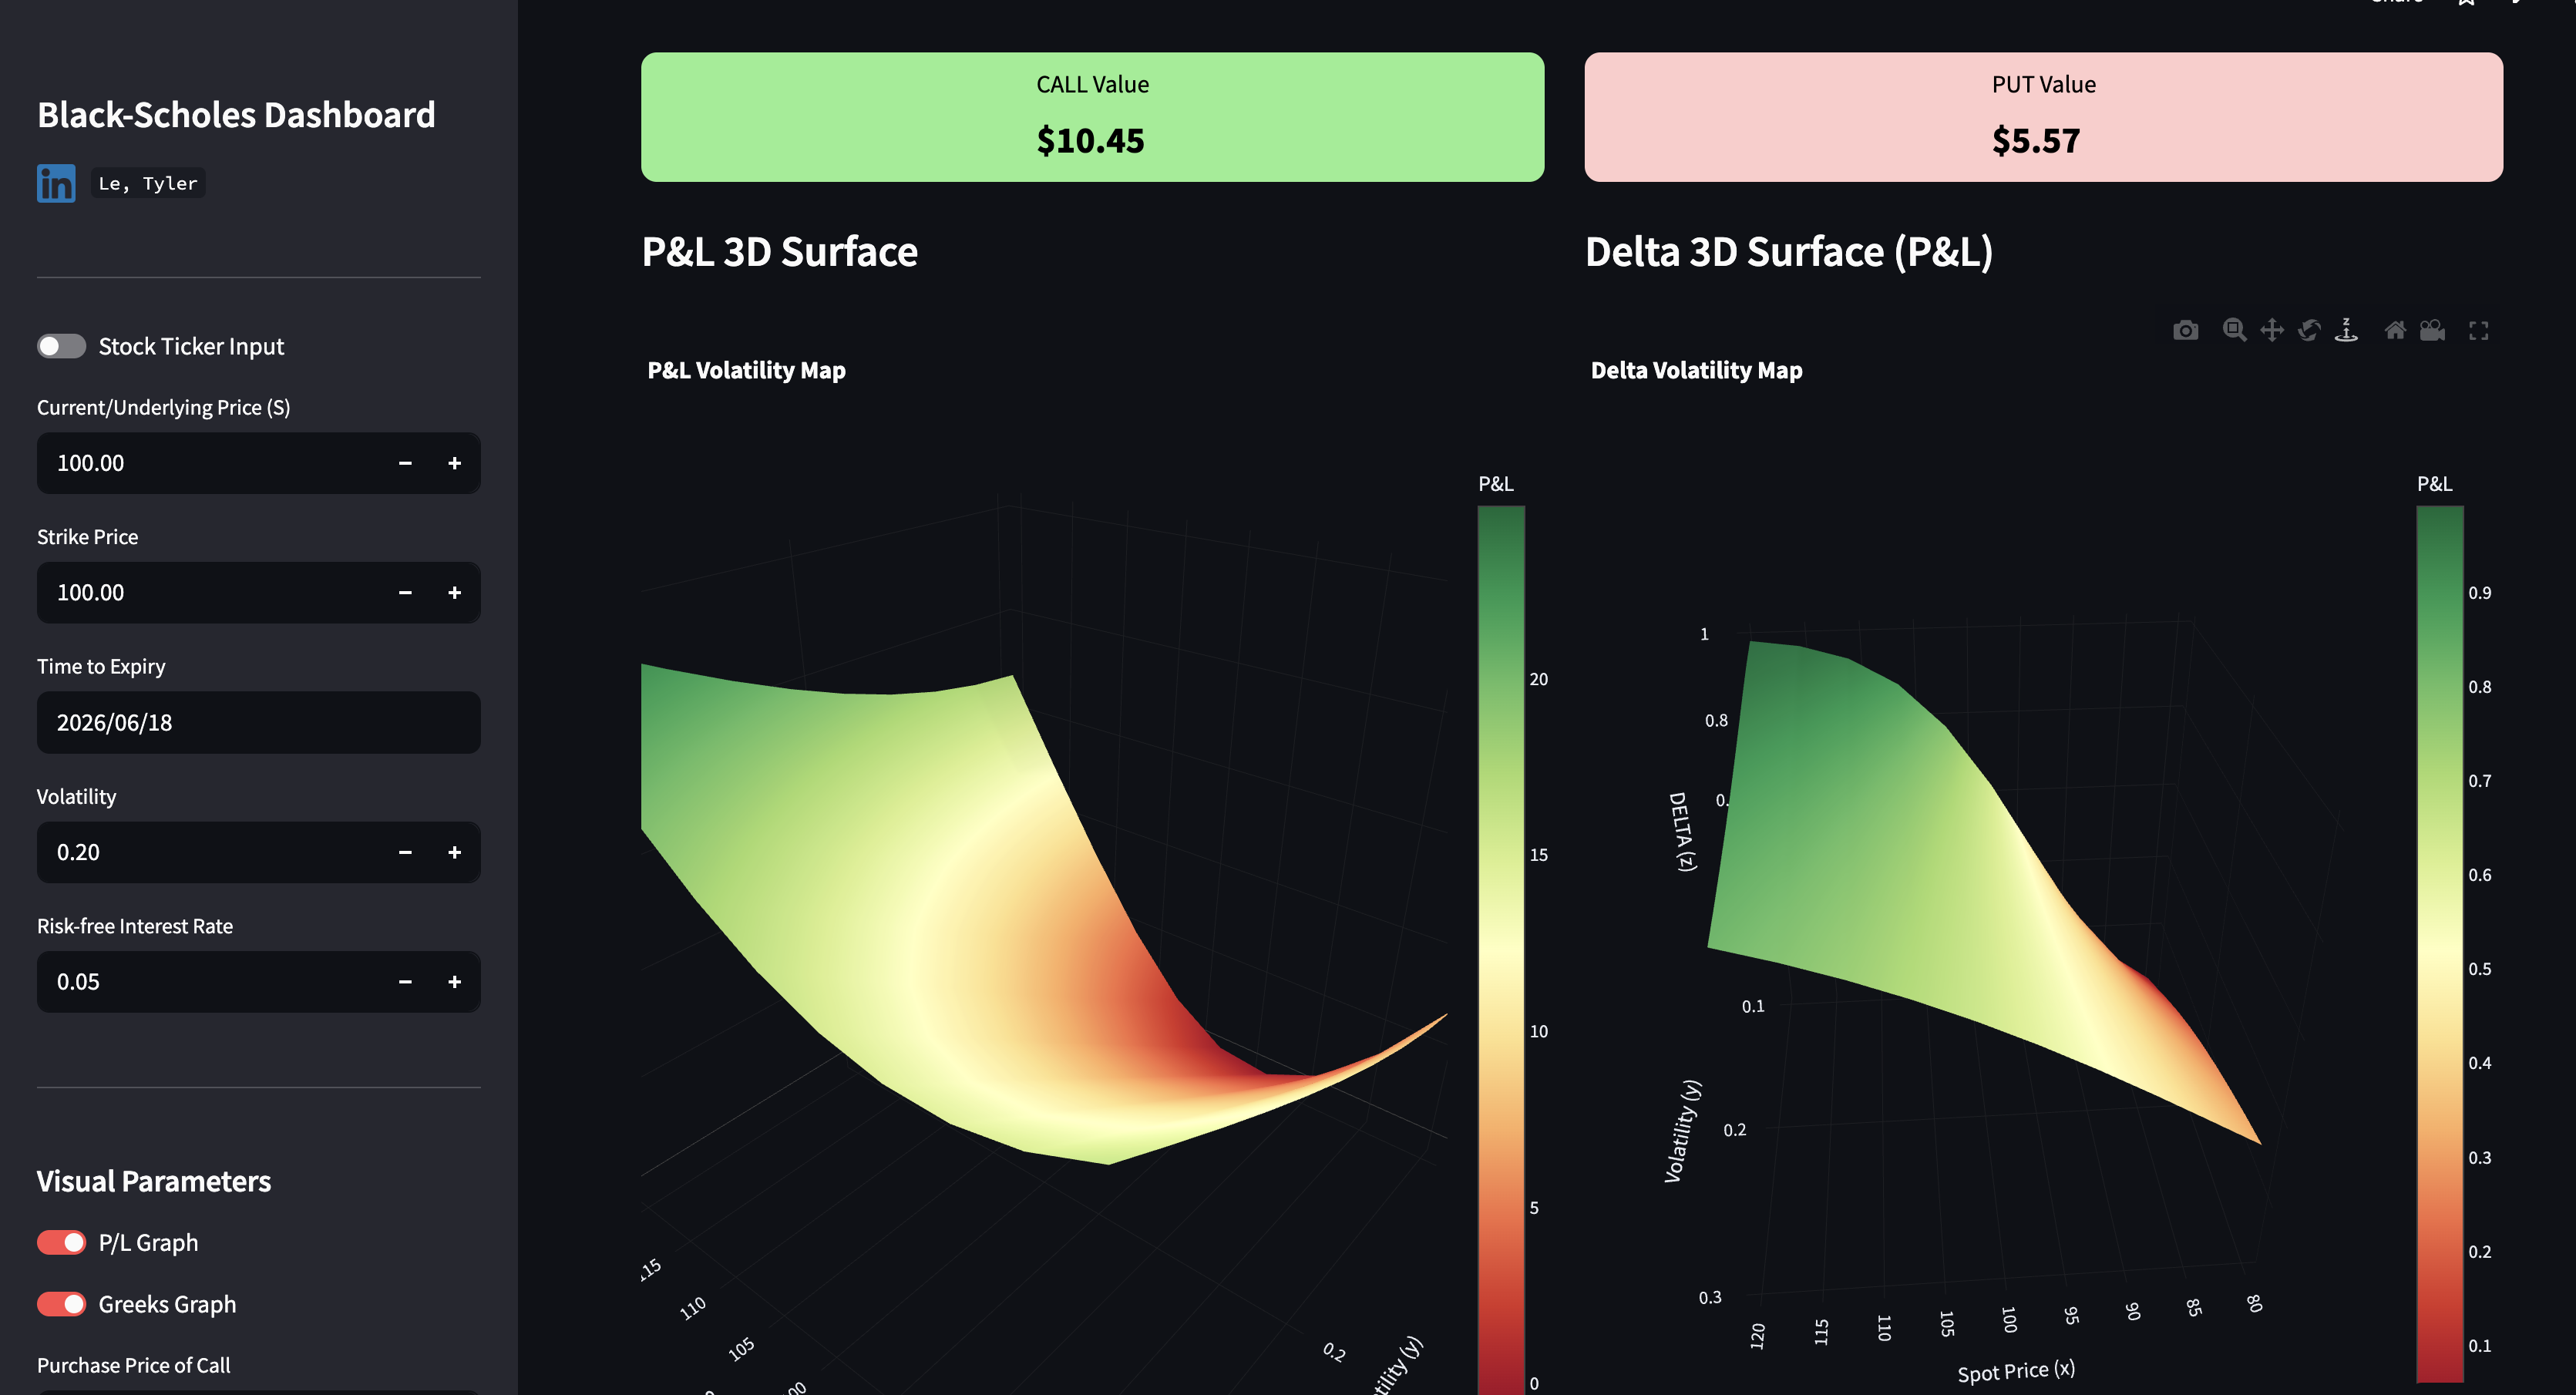 Share
Black-Scholes Dashboard
in
Le, Tyler
Stock Ticker Input
Current/Underlying Price (S)
100.00
Strike Price
100.00
Time to Expiry
2026/06/18
Volatility
0.20
Risk-free Interest Rate
0.05
Visual Parameters
P/L Graph
Greeks Graph
Purchase Price of Call
CALL Value
$10.45
PUT Value
$5.57
P&L 3D Surface
P&L Volatility Map
P&L
20
15
10
5
0
110
105
0.2
Delta 3D Surface (P&L)
z
Delta Volatility Map
P&L
0.9
0.8
0.7
0.6
0.5
0.4
0.3
0.2
0.1
1
0.8
DELTA (z)
0.1
Volatility (y)
0.2
0.3
120
115
110
105
100
95
90
85
80
Spot Price (x)